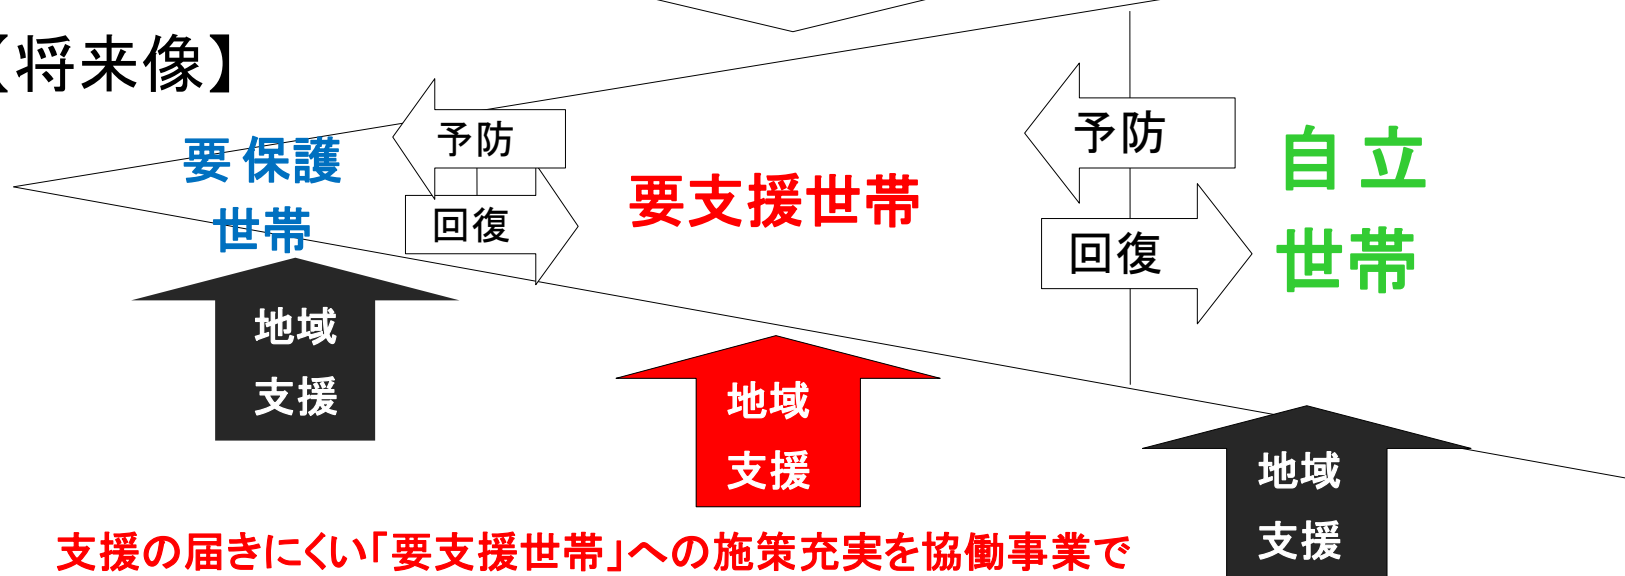 【将来像】
予防
予防
要保護
世帯
要支援世帯
自立
世帯
回復
回復
地域
支援
地域
支援
地域
支援
支援の届きにくい「要支援世帯」への施策充実を協働事業で